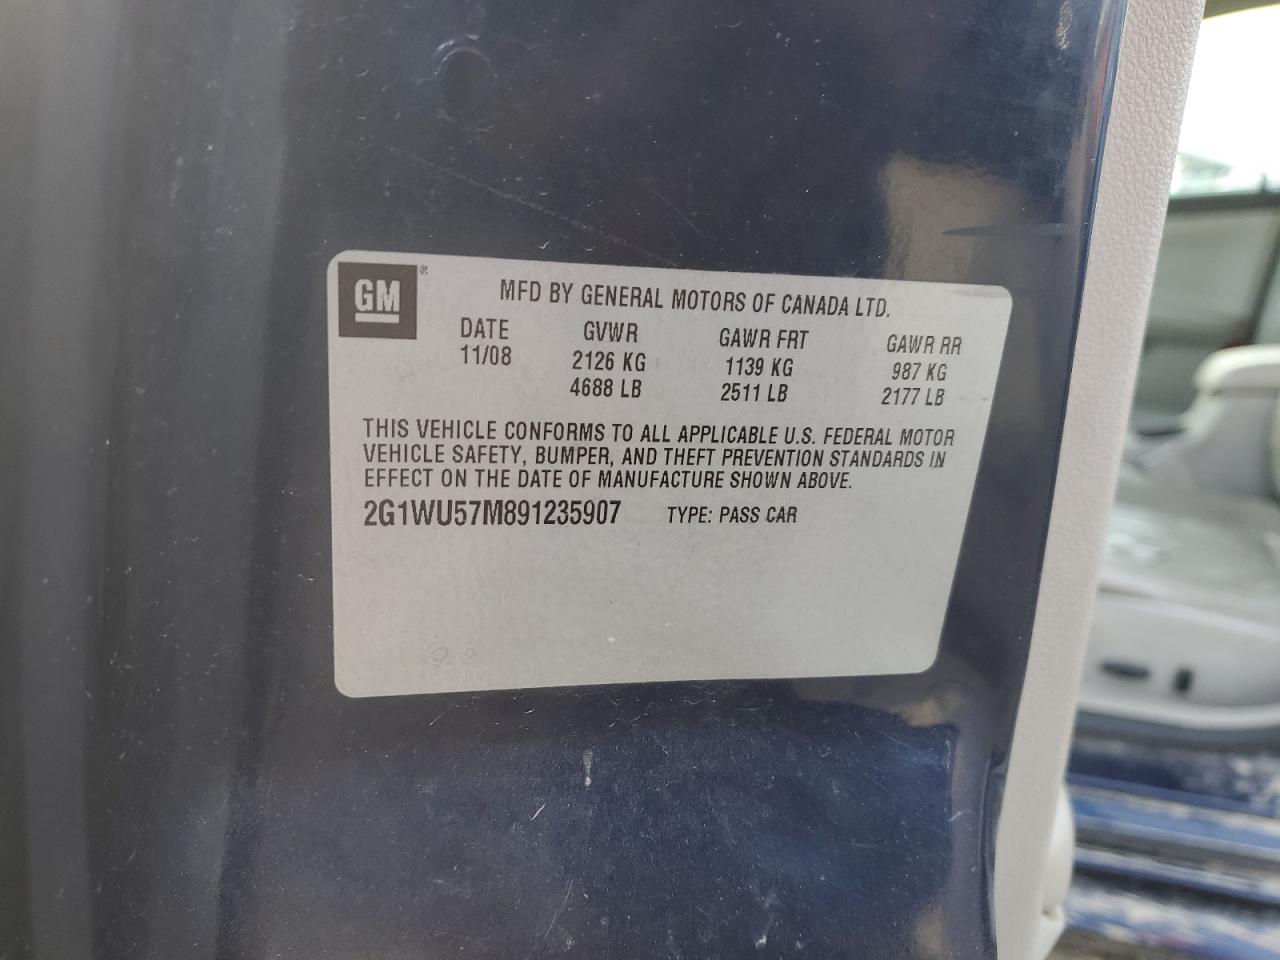 GM®
MFD BY GENERAL MOTORS OF CANADA LTD.
DATE GVWR GAWR FRT GAWR RR
11/08 2126 KG 1139 KG 987 KG
4688 LB 2511 LB 2177 LB
THIS VEHICLE CONFORMS TO ALL APPLICABLE U.S. FEDERAL MOTOR
VEHICLE SAFETY, BUMPER, AND THEFT PREVENTION STANDARDS IN
EFFECT ON THE DATE OF MANUFACTURE SHOWN ABOVE.
2G1WU57M891235907 TYPE: PASS CAR